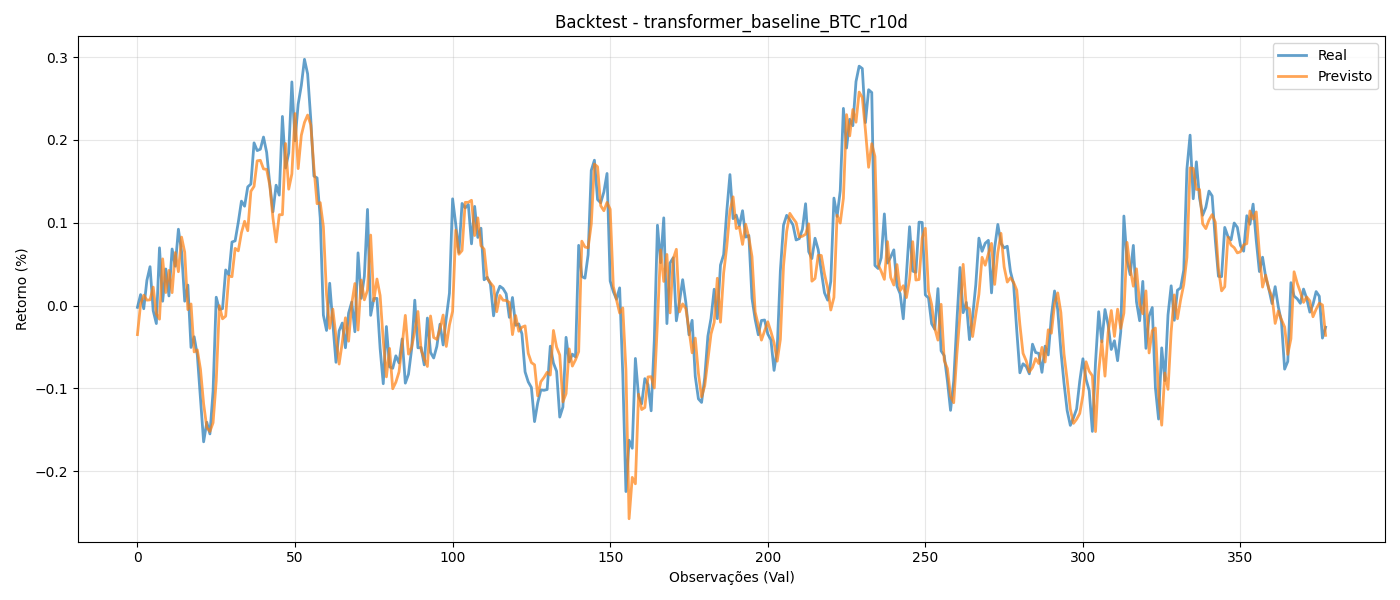 Backtest - transformer_baseline_BTC_r10d
Real
Previsto
Retorno (%)
0.3
0.2
0.1
0.0
−0.1
−0.2
0 50 100 150 200 250 300 350
Observações (Val)